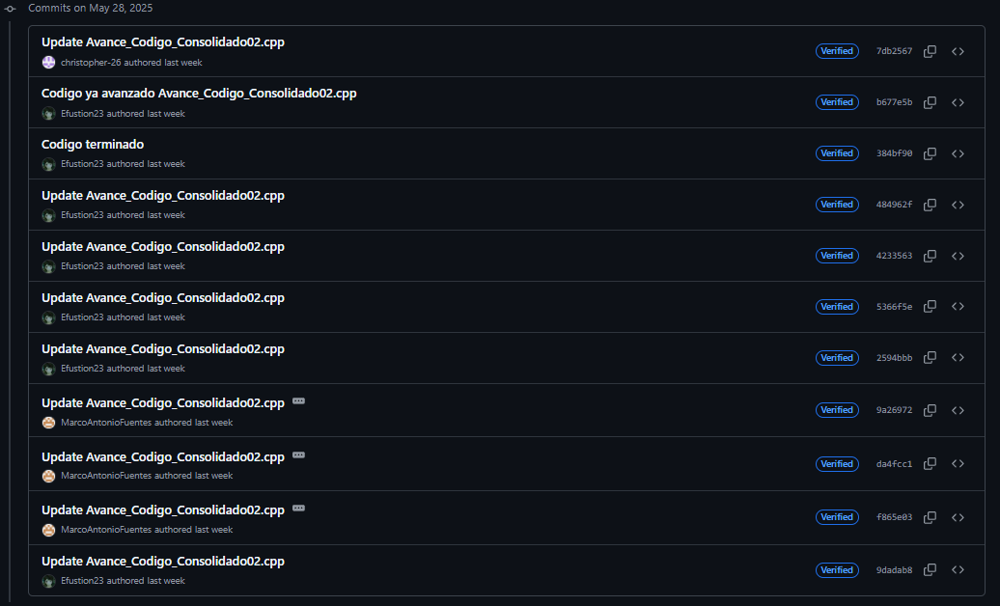 Commits on May 28, 2025
Update Avance_Codigo_Consolidado02.cpp
christopher-26 authored last week
Verified 7db2567
Codigo ya avanzado Avance_Codigo_Consolidado02.cpp
Efustion23 authored last week
Verified b677e5b
Codigo terminado
Efustion23 authored last week
Verified 384bf90
Update Avance_Codigo_Consolidado02.cpp
Efustion23 authored last week
Verified 484962f
Update Avance_Codigo_Consolidado02.cpp
Efustion23 authored last week
Verified 4233563
Update Avance_Codigo_Consolidado02.cpp
Efustion23 authored last week
Verified 5366f5e
Update Avance_Codigo_Consolidado02.cpp
Efustion23 authored last week
Verified 2594bbb
Update Avance_Codigo_Consolidado02.cpp
MarcoAntonioFuentes authored last week
Verified 9a26972
Update Avance_Codigo_Consolidado02.cpp
MarcoAntonioFuentes authored last week
Verified da4fcc1
Update Avance_Codigo_Consolidado02.cpp
MarcoAntonioFuentes authored last week
Verified f865e03
Update Avance_Codigo_Consolidado02.cpp
Efustion23 authored last week
Verified 9dadab8